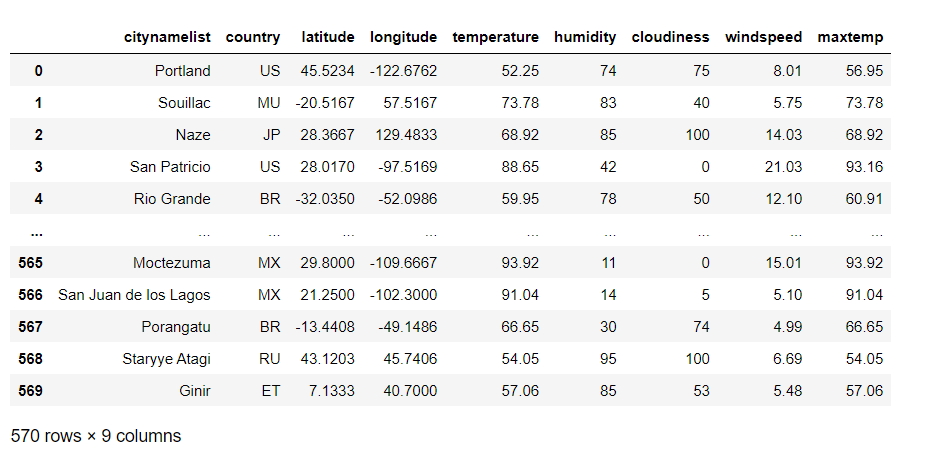 citynamelist country latitude longitude temperature humidity cloudiness windspeed maxtemp
0 Portland US 45.5234 -122.6762 52.25 74 75 8.01 56.95
1 Souillac MU -20.5167 57.5167 73.78 83 40 5.75 73.78
2 Naze JP 28.3667 129.4833 68.92 85 100 14.03 68.92
3 San Patricio US 28.0170 -97.5169 88.65 42 0 21.03 93.16
4 Rio Grande BR -32.0350 -52.0986 59.95 78 50 12.10 60.91
... ... ... ... ... ... ... ... ... ...
565 Moctezuma MX 29.8000 -109.6667 93.92 11 0 15.01 93.92
566 San Juan de los Lagos MX 21.2500 -102.3000 91.04 14 5 5.10 91.04
567 Porangatu BR -13.4408 -49.1486 66.65 30 74 4.99 66.65
568 Staryye Atagi RU 43.1203 45.7406 54.05 95 100 6.69 54.05
569 Ginir ET 7.1333 40.7000 57.06 85 53 5.48 57.06
570 rows × 9 columns